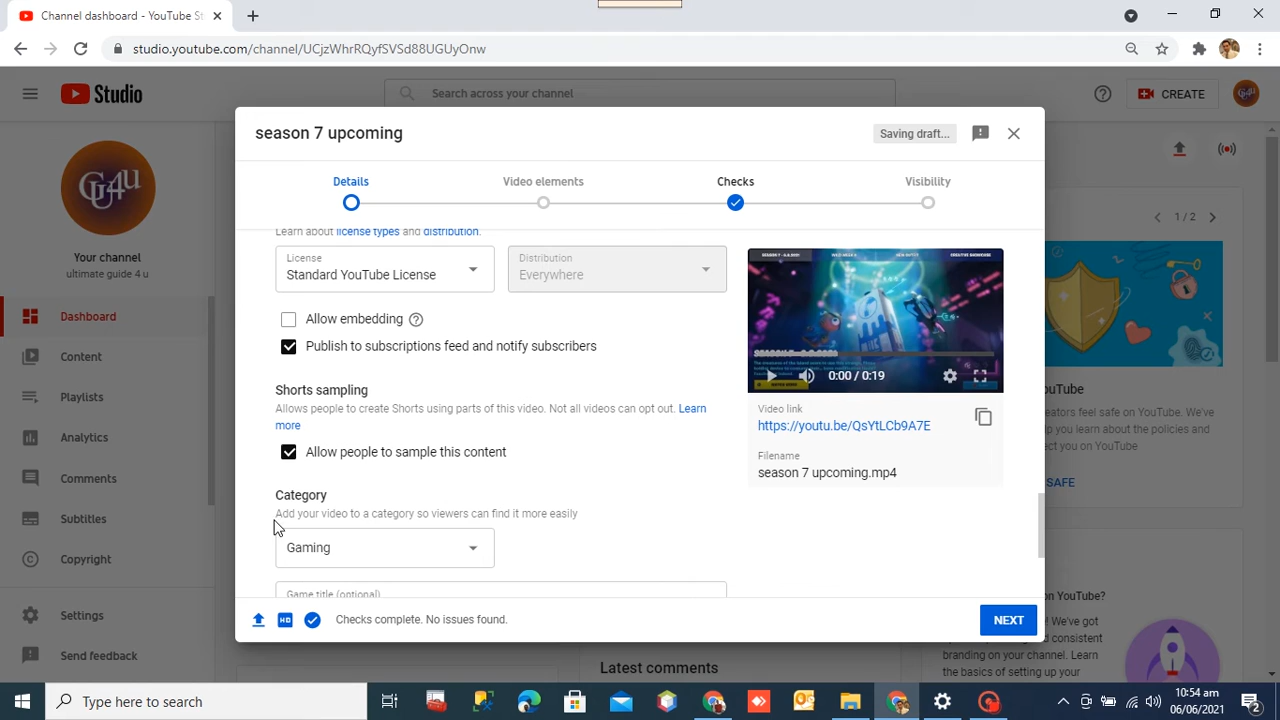 Channel dashboard - YouTube St
studio.youtube.com/channel/UCjzWhrRQyfSVSd88UGUyOnw
Studio
Search across your channel
CREATE
GU4U
Your channel
ultimate guide 4 u
Dashboard
Content
Playlists
Analytics
Comments
Subtitles
Copyright
Settings
Send feedback
season 7 upcoming
Saving draft...
Details
Video elements
Checks
Visibility
Learn about license types and distribution.
License
Standard YouTube License
Distribution
Everywhere
Allow embedding
Publish to subscriptions feed and notify subscribers
Shorts sampling
Allows people to create Shorts using parts of this video. Not all videos can opt out. Learn
more
Allow people to sample this content
Category
Add your video to a category so viewers can find it more easily
Gaming
Game title (optional)
0:00 / 0:19
Video link
https://youtu.be/QsYtLCb9A7E
Filename
season 7 upcoming.mp4
HD
Checks complete. No issues found.
NEXT
1 / 2
ouTube
eators feel safe on YouTube. We've
lp you learn about the policies and
ect you on YouTube
SAFE
on YouTube?
! We've got
igning and consistent
branding on your channel. Learn
the basics of setting up your
Latest comments
Type here to search
10:54 am
06/06/2021
2